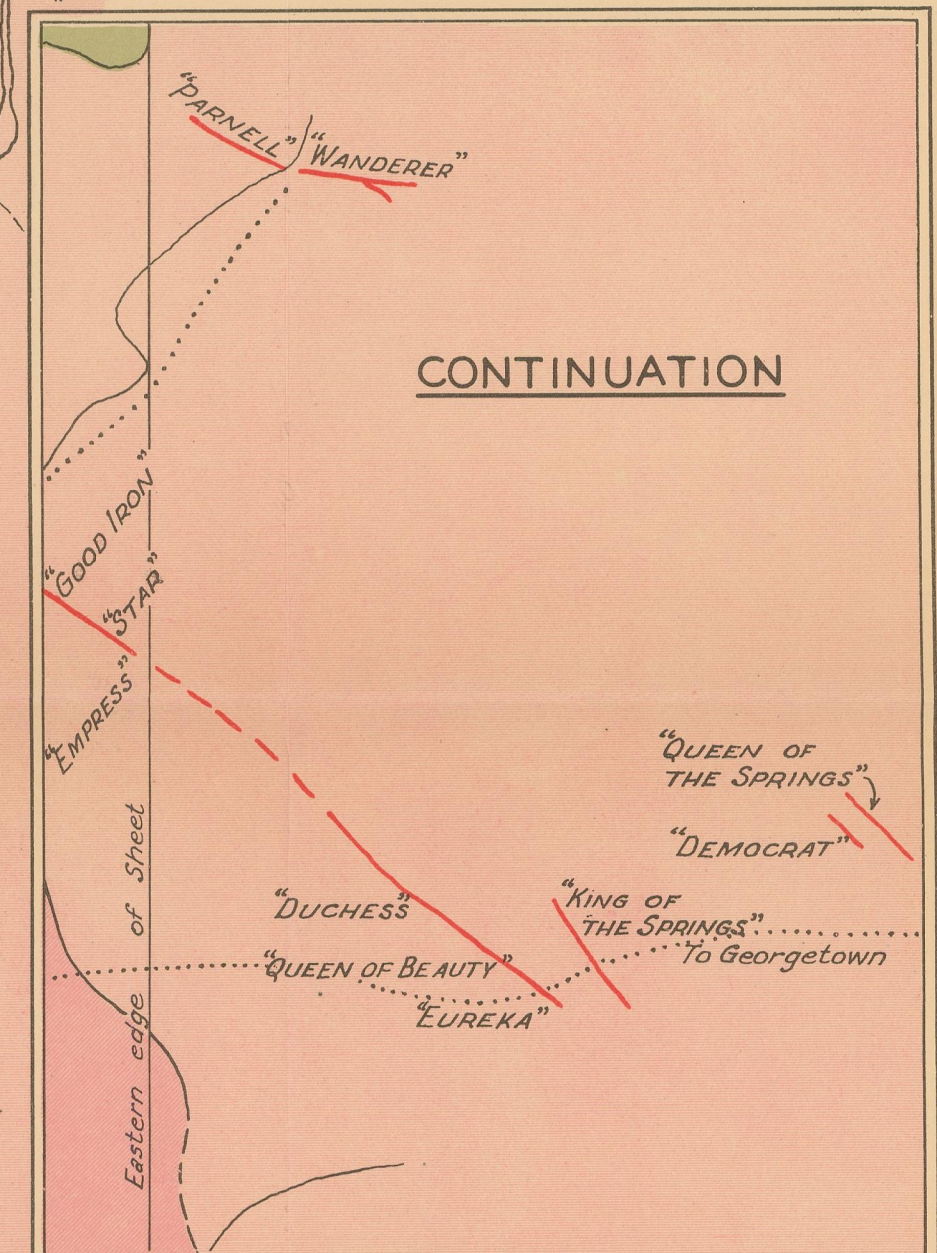 "PARNELL"
"WANDERER"
CONTINUATION
"GOOD IRON"
"STAR"
"EMPRESS"
"QUEEN OF
THE SPRINGS"
"DEMOCRAT"
"DUCHESS"
"KING OF
THE SPRINGS"
To Georgetown
"QUEEN OF BEAUTY"
"EUREKA"
Eastern edge of Sheet